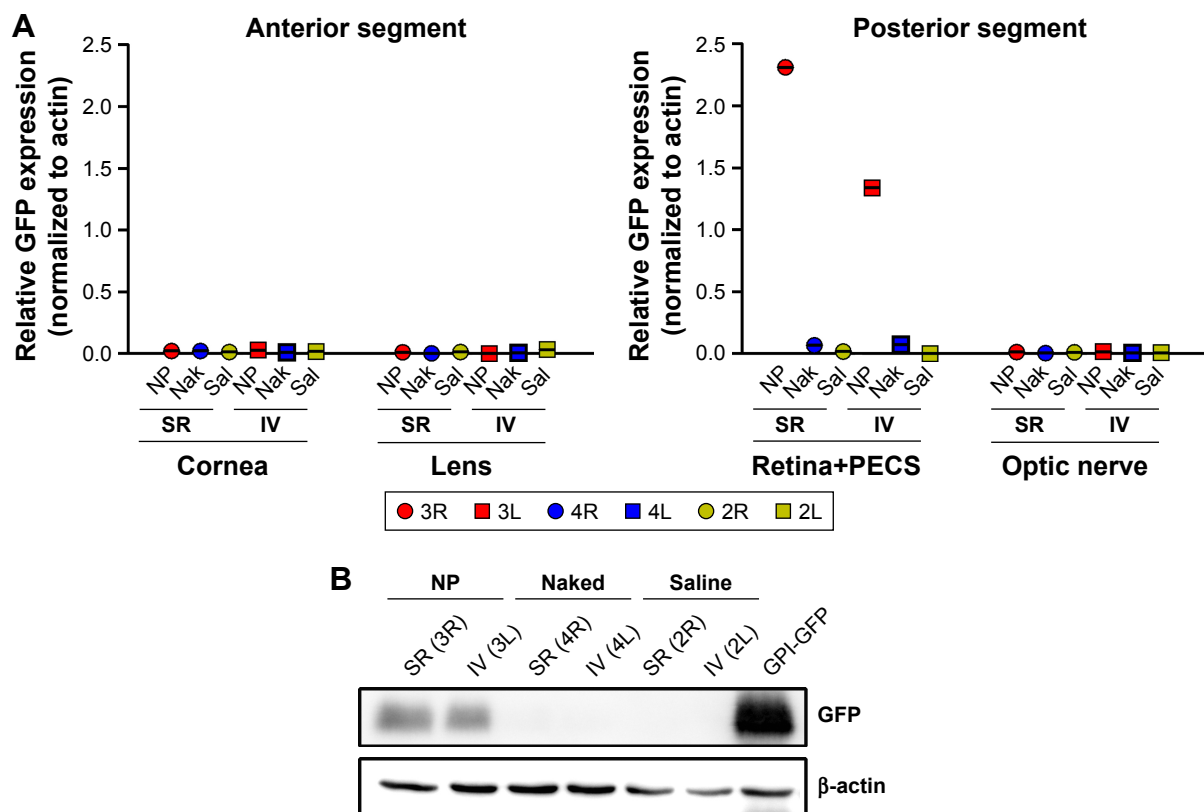 A
Anterior segment
Relative GFP expression
(normalized to actin)
2.5
2.0
1.5
1.0
0.5
0.0
NP Nak Sal NP Nak Sal NP Nak Sal NP Nak Sal
SR IV SR IV
Cornea Lens
Posterior segment
Relative GFP expression
(normalized to actin)
2.5
2.0
1.5
1.0
0.5
0.0
NP Nak Sal NP Nak Sal NP Nak Sal NP Nak Sal
SR IV SR IV
Retina+PECS Optic nerve
3R 3L 4R 4L 2R 2L
B
NP Naked Saline
SR (3R) IV (3L) SR (4R) IV (4L) SR (2R) IV (2L) GPI-GFP
GFP
β-actin